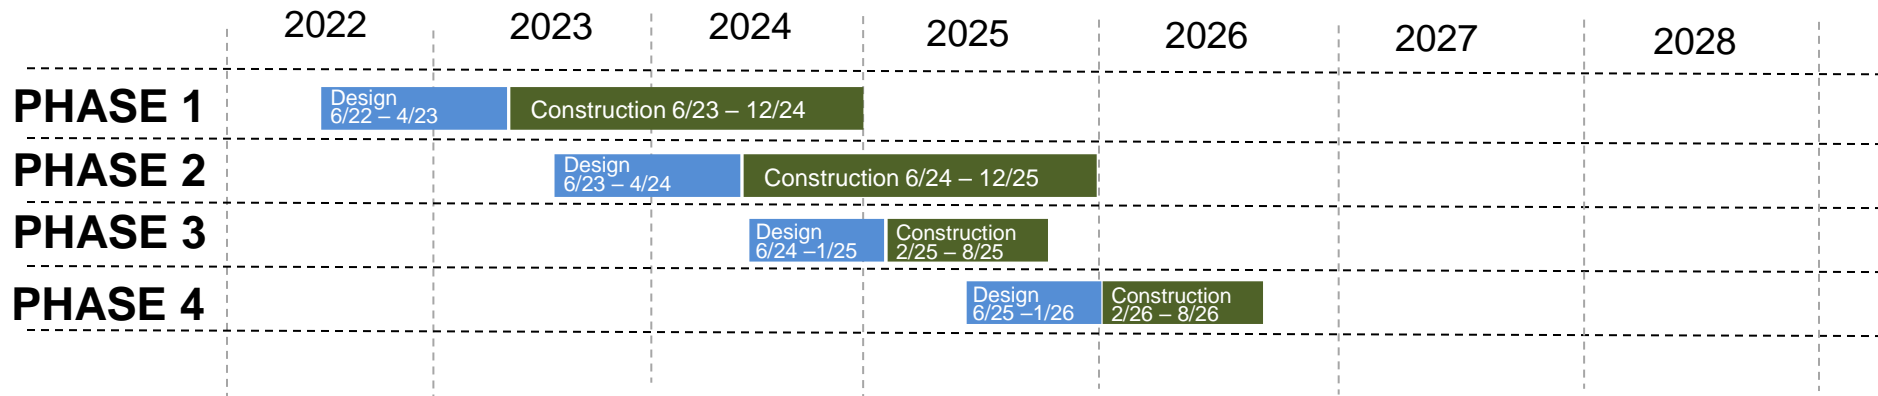 2022 2023 2024 2025 2026 2027 2028
PHASE 1
Design
6/22 – 4/23
Construction 6/23 – 12/24
PHASE 2
Design
6/23 – 4/24
Construction 6/24 – 12/25
PHASE 3
Design
6/24 –1/25
Construction
2/25 – 8/25
PHASE 4
Design
6/25 –1/26
Construction
2/26 – 8/26